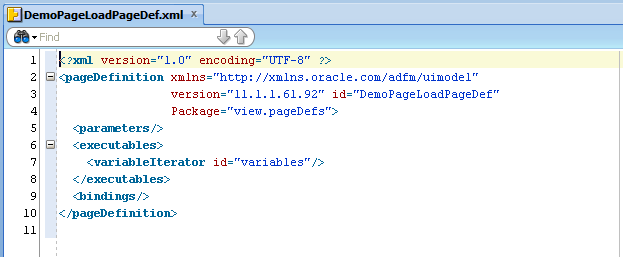 DemoPageLoadPageDef.xml x
Find
1 <?xml version="1.0" encoding="UTF-8" ?>
2 <pageDefinition xmlns="http://xmlns.oracle.com/adfm/uimodel"
3 version="11.1.1.61.92" id="DemoPageLoadPageDef"
4 Package="view.pageDefs">
5 <parameters/>
6 <executables>
7 <variableIterator id="variables"/>
8 </executables>
9 <bindings/>
10 </pageDefinition>
11